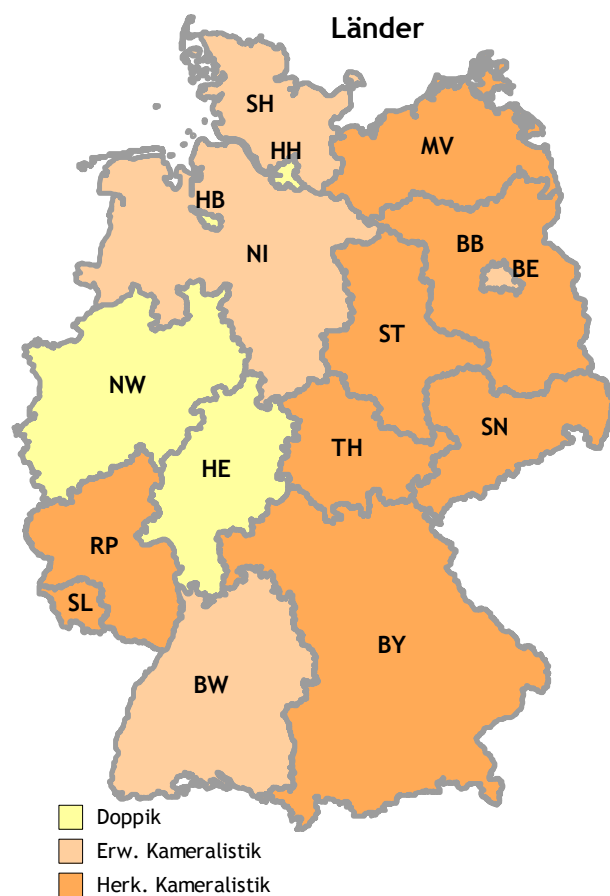 Länder
SH
HH
MV
HB
BB
BE
NI
ST
NW
SN
TH
HE
RP
SL
BY
BW
Doppik
Erw. Kameralistik
Herk. Kameralistik